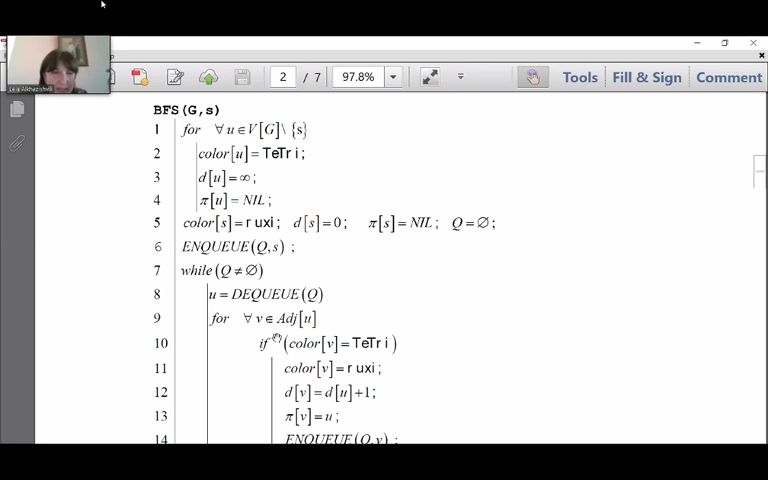 2 / 7
97.8%
Tools
Fill & Sign
Comment
BFS(G,s)
1 for ∀u∈V[G]\{s}
2 color[u]=TeTr i;
3 d[u]=∞;
4 π[u]=NIL;
5 color[s]=r uxi; d[s]=0; π[s]=NIL; Q=∅;
6 ENQUEUE(Q,s) ;
7 while(Q≠∅)
8 u=DEQUEUE(Q)
9 for ∀v∈Adj[u]
10 if (color[v]=TeTr i)
11 color[v]=r uxi;
12 d[v]=d[u]+1;
13 π[v]=u;
14 ENQUEUE(Q,v) ;